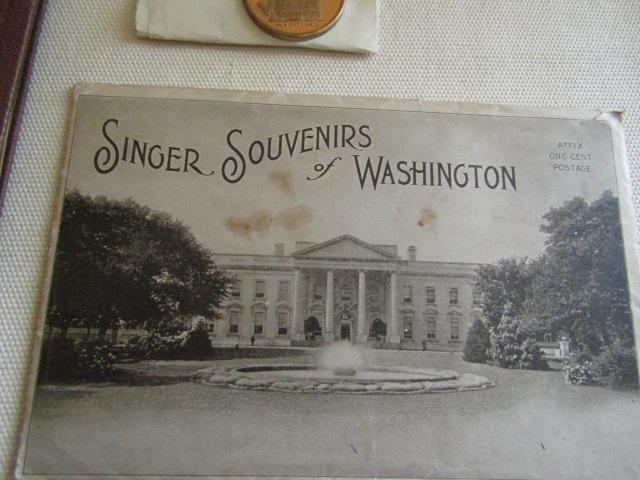 SINGER SOUVENIRS
of WASHINGTON
AFFIX
ONE CENT
POSTAGE